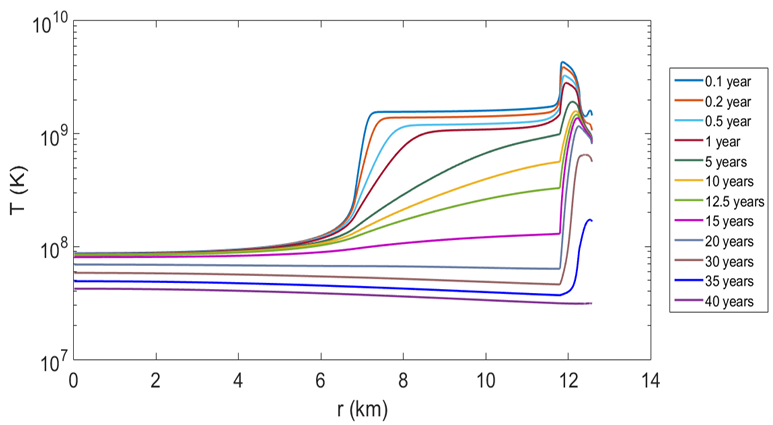 10^10
10^9
10^8
10^7
T (K)
0 2 4 6 8 10 12 14
r (km)
0.1 year
0.2 year
0.5 year
1 year
5 years
10 years
12.5 years
15 years
20 years
30 years
35 years
40 years